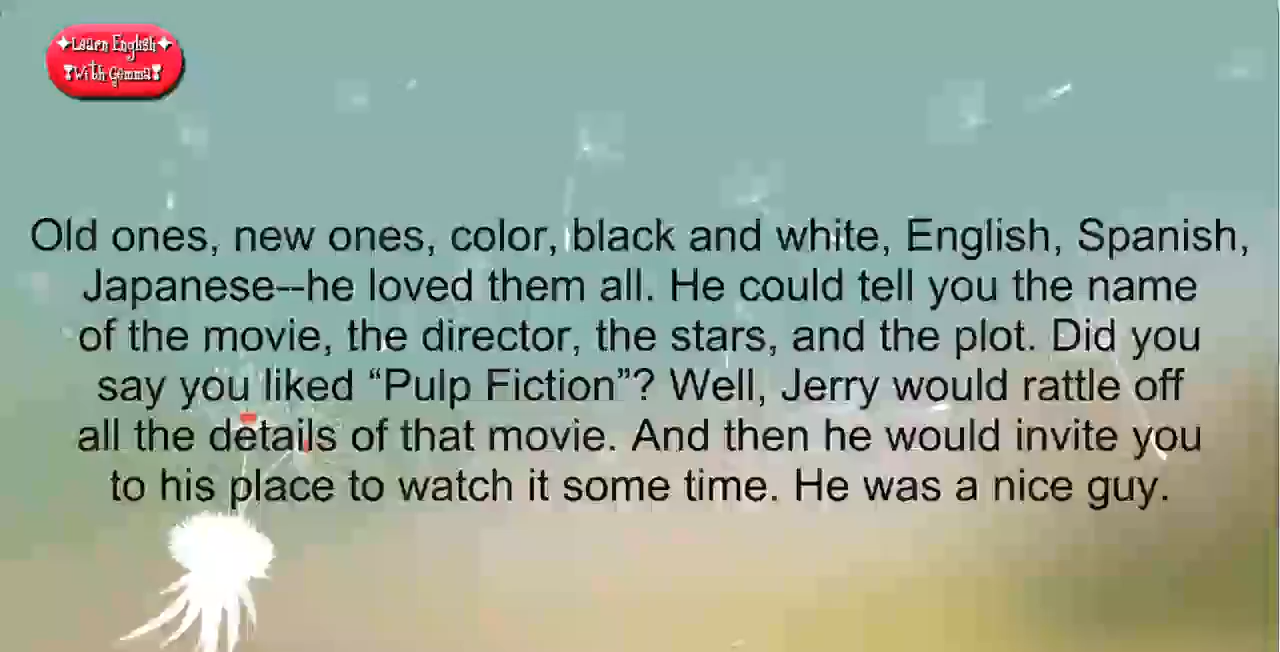 Learn English
With Gemma
Old ones, new ones, color, black and white, English, Spanish,
Japanese--he loved them all. He could tell you the name
of the movie, the director, the stars, and the plot. Did you
say you liked “Pulp Fiction”? Well, Jerry would rattle off
all the details of that movie. And then he would invite you
to his place to watch it some time. He was a nice guy.